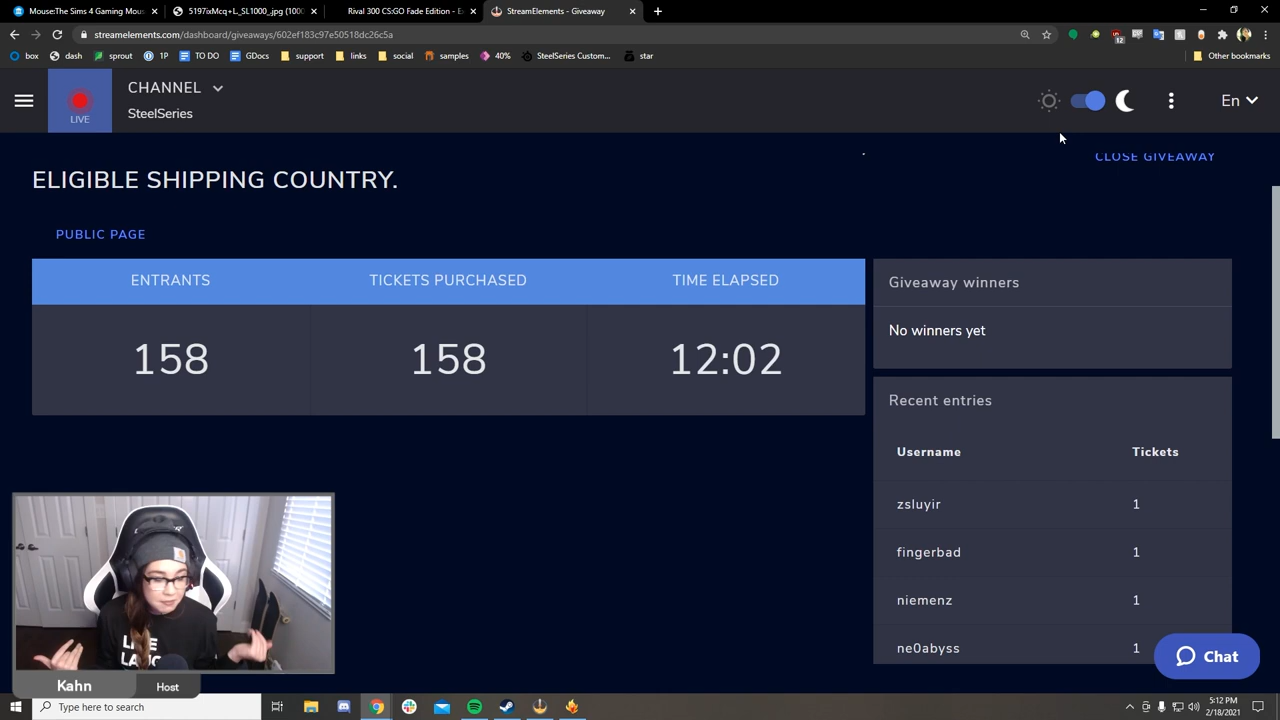 Mouse:The Sims 4 Gaming Mous
5197ixMcq+L_SL1000_.jpg (1000
Rival 300 CS:GO Fade Edition - E
StreamElements - Giveaway
streamelements.com/dashboard/giveaways/602ef183c97e50518dc26c5a
box
dash
sprout
1P
TO DO
GDocs
support
links
social
samples
40%
SteelSeries Custom...
star
Other bookmarks
LIVE
CHANNEL
SteelSeries
En
CLOSE GIVEAWAY
ELIGIBLE SHIPPING COUNTRY.
PUBLIC PAGE
ENTRANTS
TICKETS PURCHASED
TIME ELAPSED
158
158
12:02
Giveaway winners
No winners yet
Recent entries
Username
Tickets
zsluyir
1
fingerbad
1
niemenz
1
ne0abyss
1
Chat
Kahn
Host
Type here to search
5:12 PM
2/18/2021